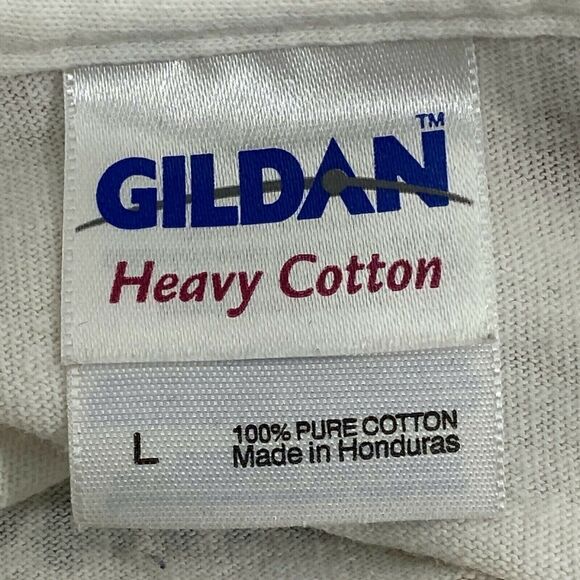 GILDAN™
Heavy Cotton
L
100% PURE COTTON
Made in Honduras